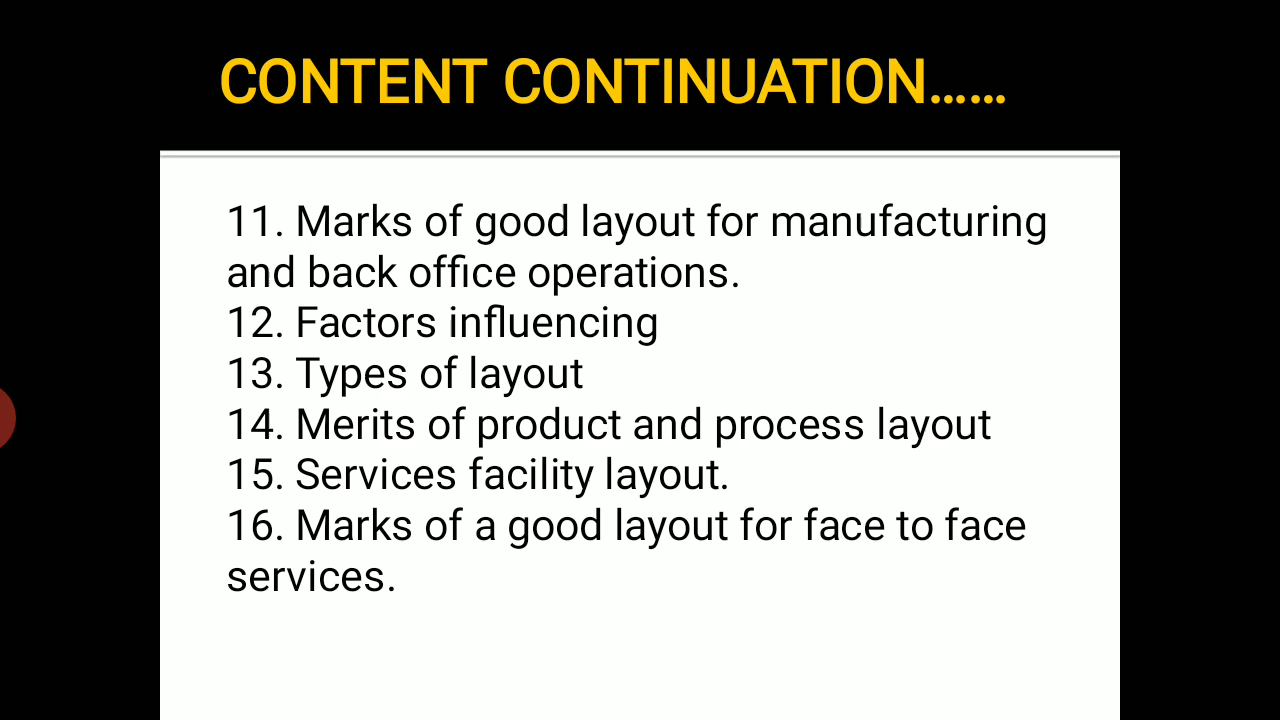 CONTENT CONTINUATION......
11. Marks of good layout for manufacturing
and back office operations.
12. Factors influencing
13. Types of layout
14. Merits of product and process layout
15. Services facility layout.
16. Marks of a good layout for face to face
services.